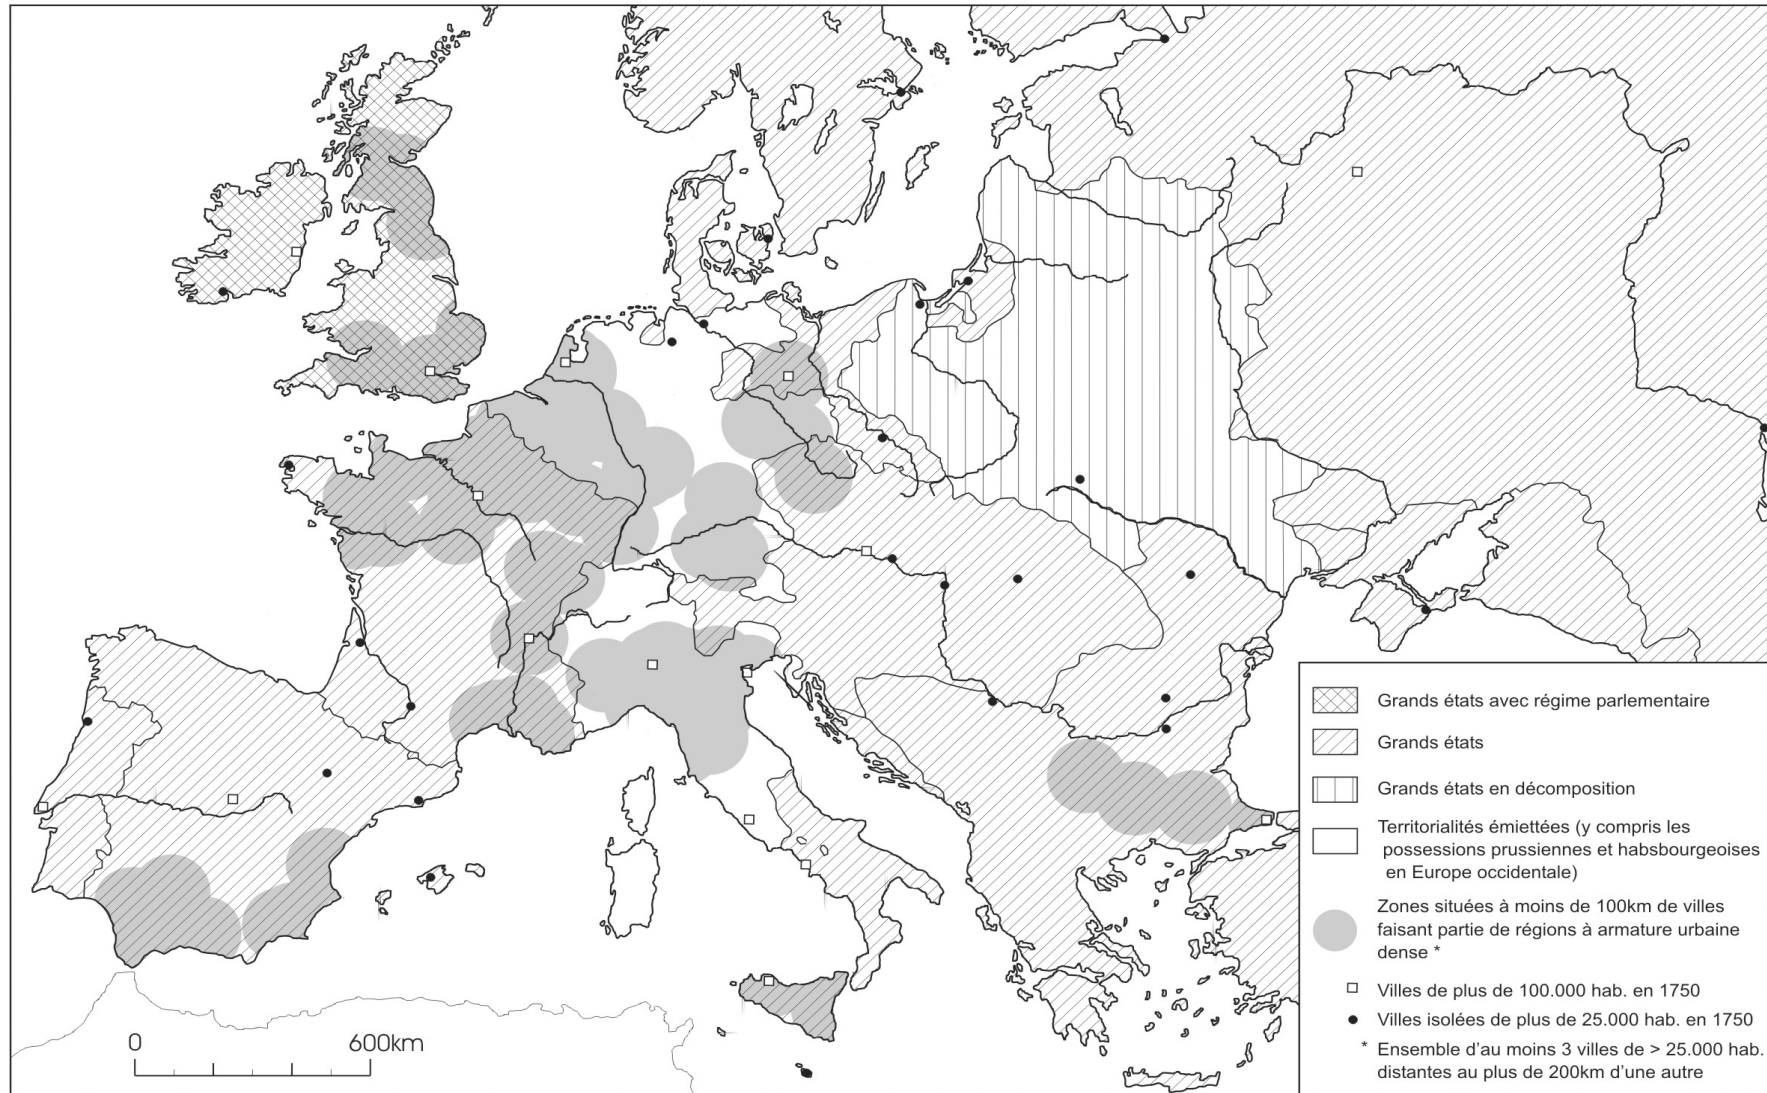 Grands états avec régime parlementaire
Grands états
Grands états en décomposition
Territorialités émiettées (y compris les
possessions prussiennes et habsbourgeoises
en Europe occidentale)
Zones situées à moins de 100km de villes
faisant partie de régions à armature urbaine
dense *
Villes de plus de 100.000 hab. en 1750
Villes isolées de plus de 25.000 hab. en 1750
* Ensemble d'au moins 3 villes de > 25.000 hab.
distantes au plus de 200km d'une autre
0 600km